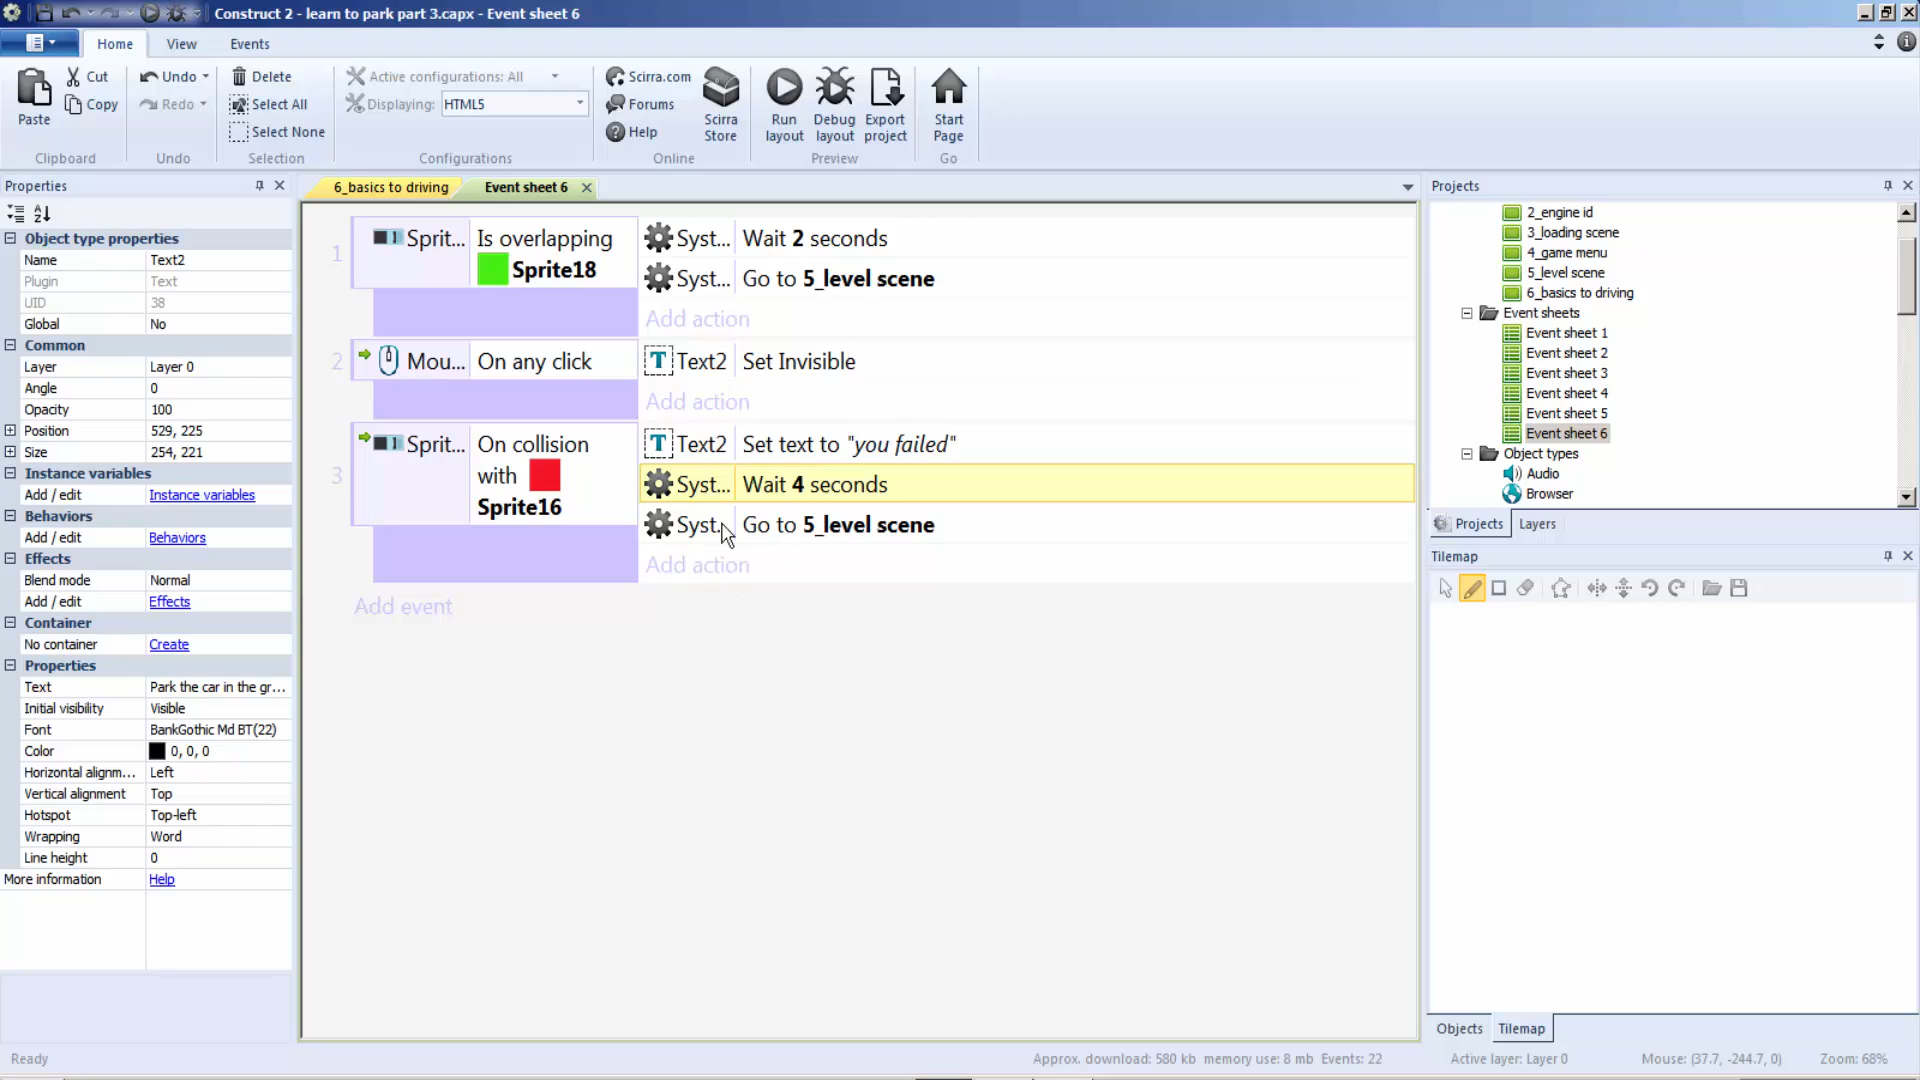 Construct 2 - learn to park part 3.capx - Event sheet 6
Home View Events
Paste
Cut
Copy
Clipboard
Undo
Redo
Undo
Delete
Select All
Select None
Selection
Active configurations: All
Displaying: HTML5
Configurations
Scirra.com
Forums
Help
Online
Scirra Store
Run layout
Debug layout
Export project
Preview
Start Page
Go
Properties
Object type properties
Name Text2
Plugin Text
UID 38
Global No
Common
Layer Layer 0
Angle 0
Opacity 100
Position 529, 225
Size 254, 221
Instance variables
Add / edit Instance variables
Behaviors
Add / edit Behaviors
Effects
Blend mode Normal
Add / edit Effects
Container
No container Create
Properties
Text Park the car in the gr...
Initial visibility Visible
Font BankGothic Md BT(22)
Color 0, 0, 0
Horizontal alignm... Left
Vertical alignment Top
Hotspot Top-left
Wrapping Word
Line height 0
More information Help
6_basics to driving Event sheet 6
1 Sprit... Is overlapping Sprite18
Syst... Wait 2 seconds
Syst... Go to 5_level scene
Add action
2 Mou... On any click
Text2 Set Invisible
Add action
3 Sprit... On collision with Sprite16
Text2 Set text to "you failed"
Syst... Wait 4 seconds
Syst... Go to 5_level scene
Add action
Add event
Projects
2_engine id
3_loading scene
4_game menu
5_level scene
6_basics to driving
Event sheets
Event sheet 1
Event sheet 2
Event sheet 3
Event sheet 4
Event sheet 5
Event sheet 6
Object types
Audio
Browser
Projects Layers
Tilemap
Objects Tilemap
Ready
Approx. download: 580 kb memory use: 8 mb Events: 22
Active layer: Layer 0
Mouse: (37.7, -244.7, 0)
Zoom: 68%